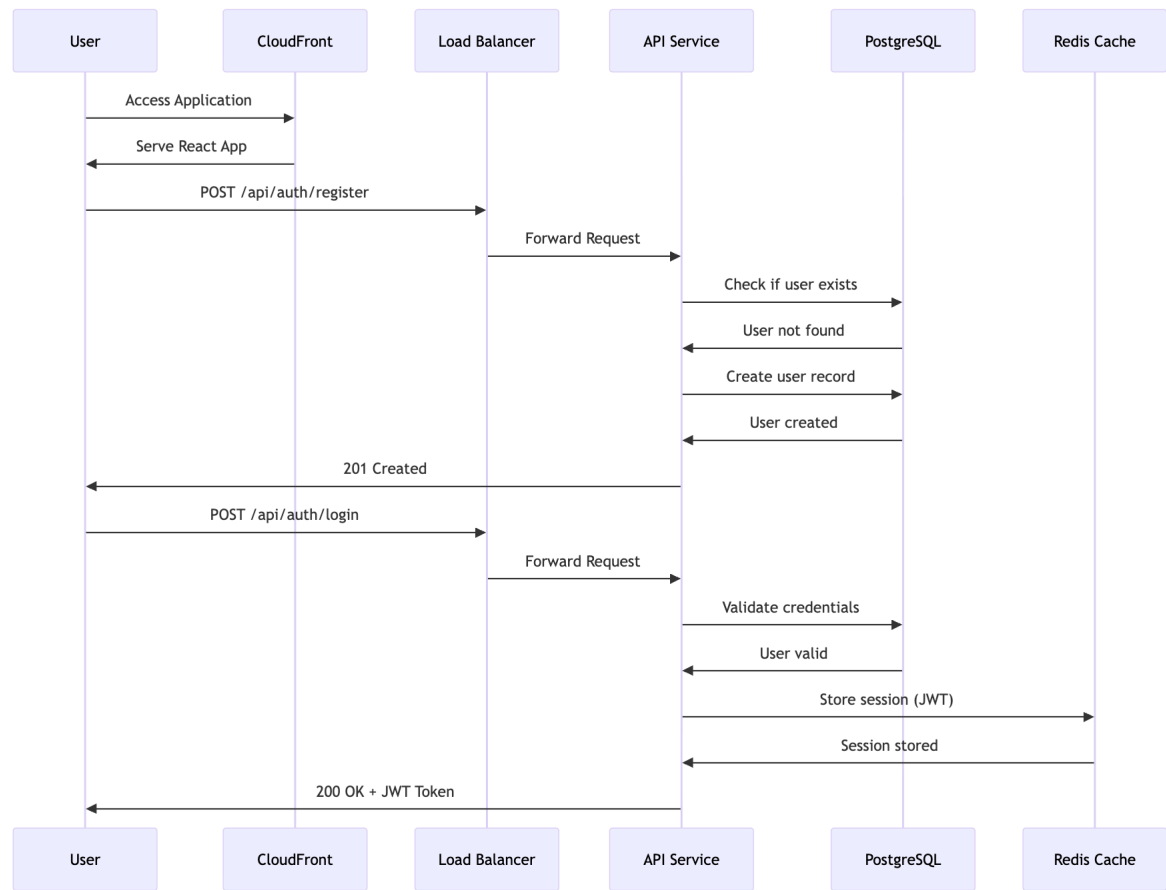 User
CloudFront
Load Balancer
API Service
PostgreSQL
Redis Cache
Access Application
Serve React App
POST /api/auth/register
Forward Request
Check if user exists
User not found
Create user record
User created
201 Created
POST /api/auth/login
Forward Request
Validate credentials
User valid
Store session (JWT)
Session stored
200 OK + JWT Token
User
CloudFront
Load Balancer
API Service
PostgreSQL
Redis Cache